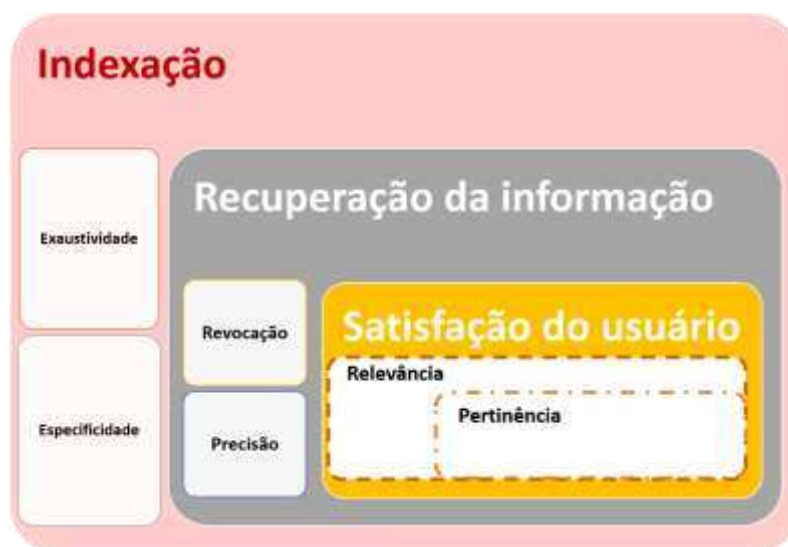 Indexação
Exaustividade
Especificidade
Recuperação da informação
Revocação
Precisão
Satisfação do usuário
Relevância
Pertinência